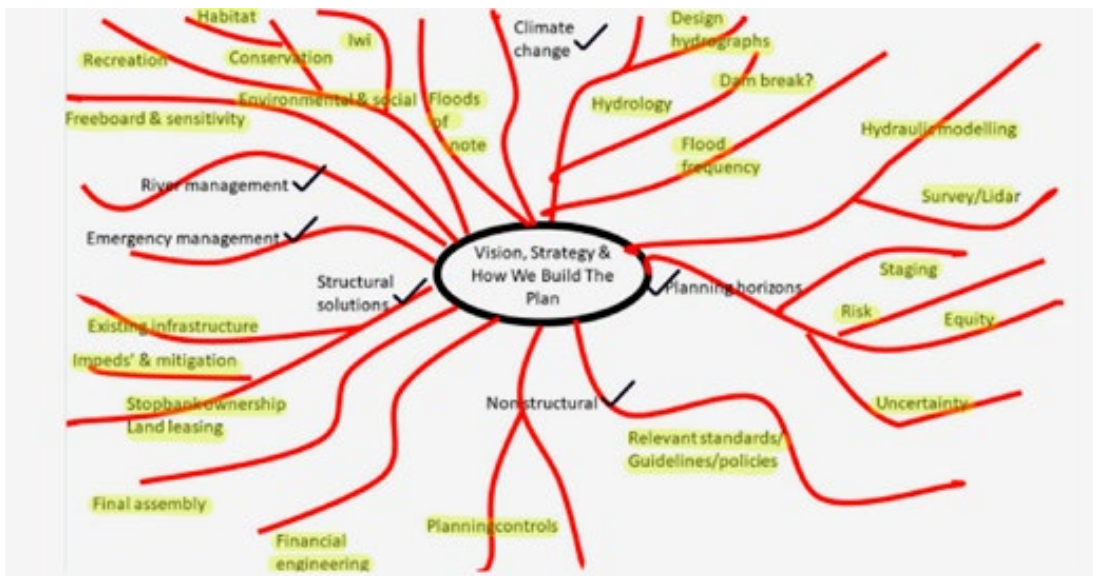 Habitat
Recreation
Conservation
Iwi
Environmental & social
Freeboard & sensitivity
Floods
of
note
Climate
change
Design
hydrographs
Hydrology
Dam break?
Flood
frequency
Hydraulic modelling
Survey/Lidar
River management
Emergency management
Structural
solutions
Vision, Strategy &
How We Build The
Plan
Planning horizons
Staging
Risk
Equity
Uncertainty
Existing infrastructure
Impeds' & mitigation
Stopbank ownership
Land leasing
Final assembly
Financial
engineering
Non structural
Planning controls
Relevant standards/
Guidelines/policies